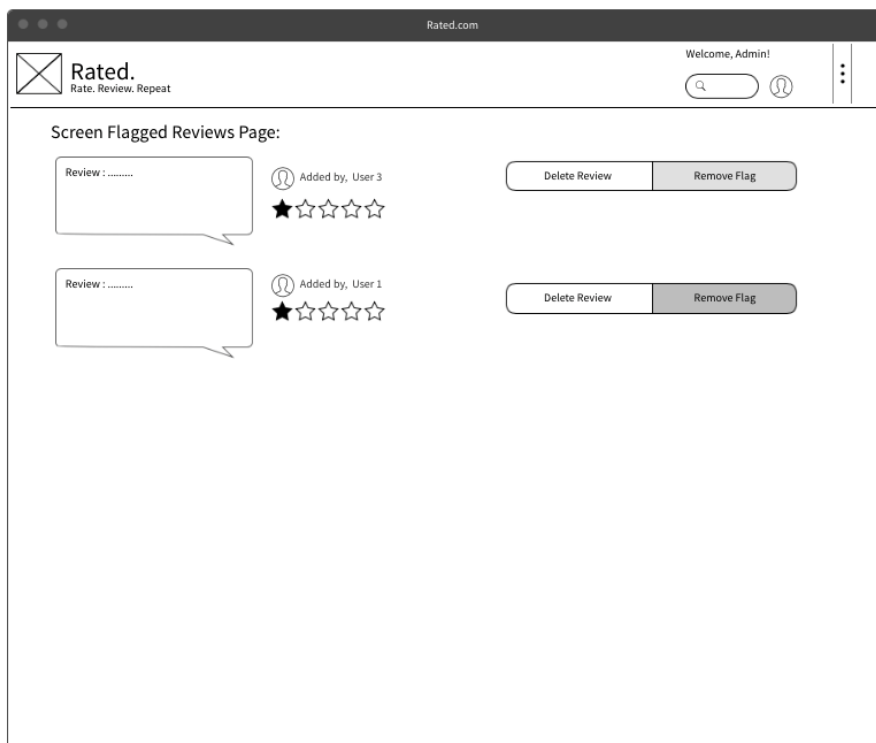 Rated.com
Rated.
Rate. Review. Repeat
Welcome, Admin!
Screen Flagged Reviews Page:
Review : .........
Added by, User 3
Delete Review
Remove Flag
Review : .........
Added by, User 1
Delete Review
Remove Flag